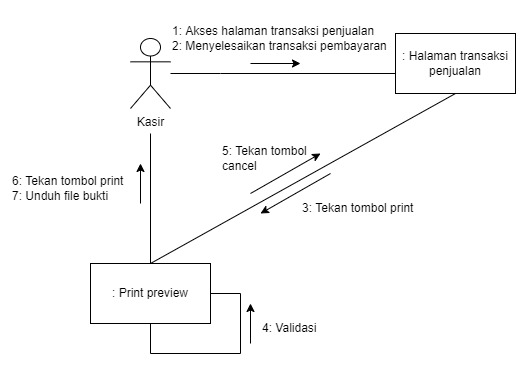 1: Akses halaman transaksi penjualan
2: Menyelesaikan transaksi pembayaran
: Halaman transaksi
penjualan
Kasir
5: Tekan tombol
cancel
6: Tekan tombol print
7: Unduh file bukti
3: Tekan tombol print
: Print preview
4: Validasi